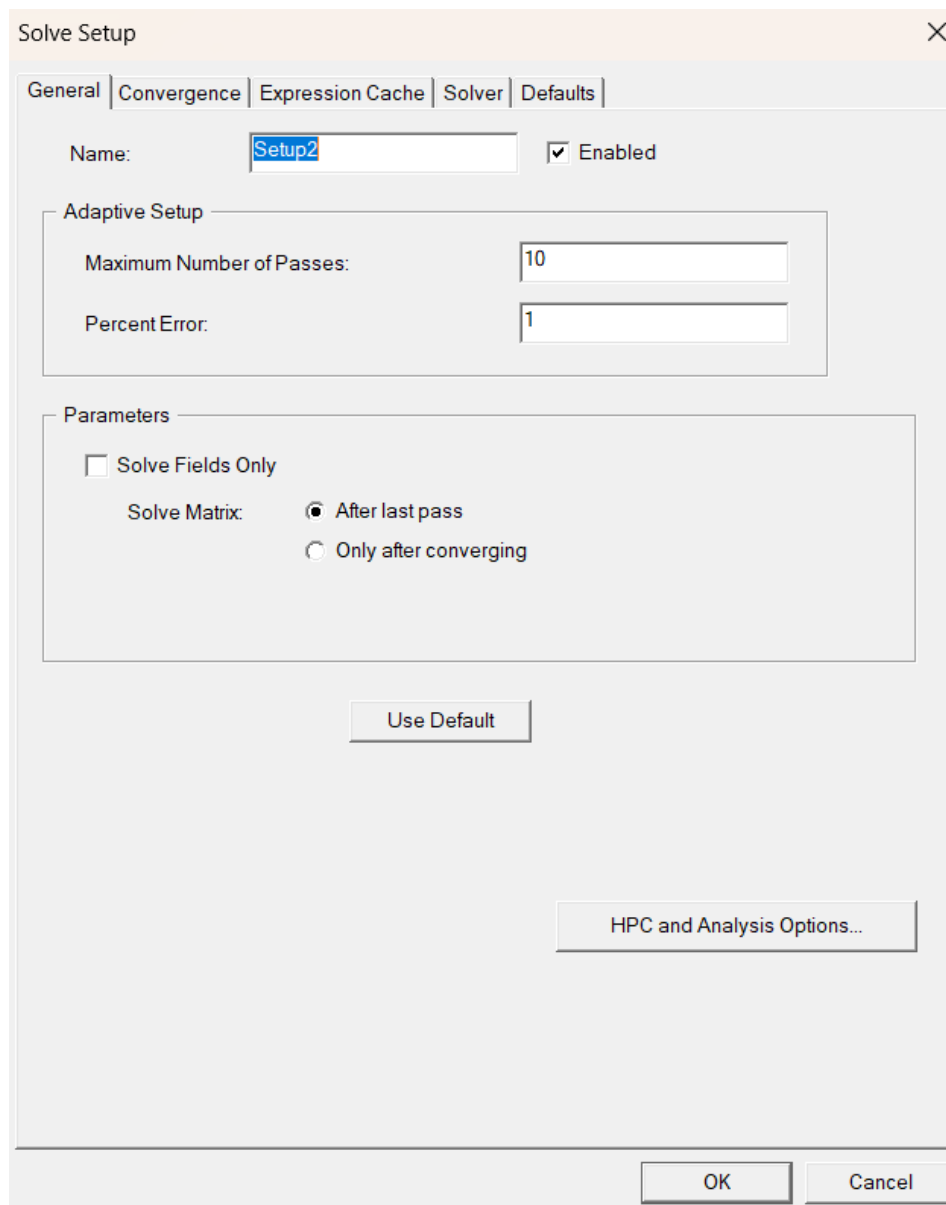 Solve Setup
General Convergence Expression Cache Solver Defaults
Name: Setup2 Enabled
Adaptive Setup
Maximum Number of Passes: 10
Percent Error: 1
Parameters
Solve Fields Only
Solve Matrix: After last pass
Only after converging
Use Default
HPC and Analysis Options...
OK Cancel